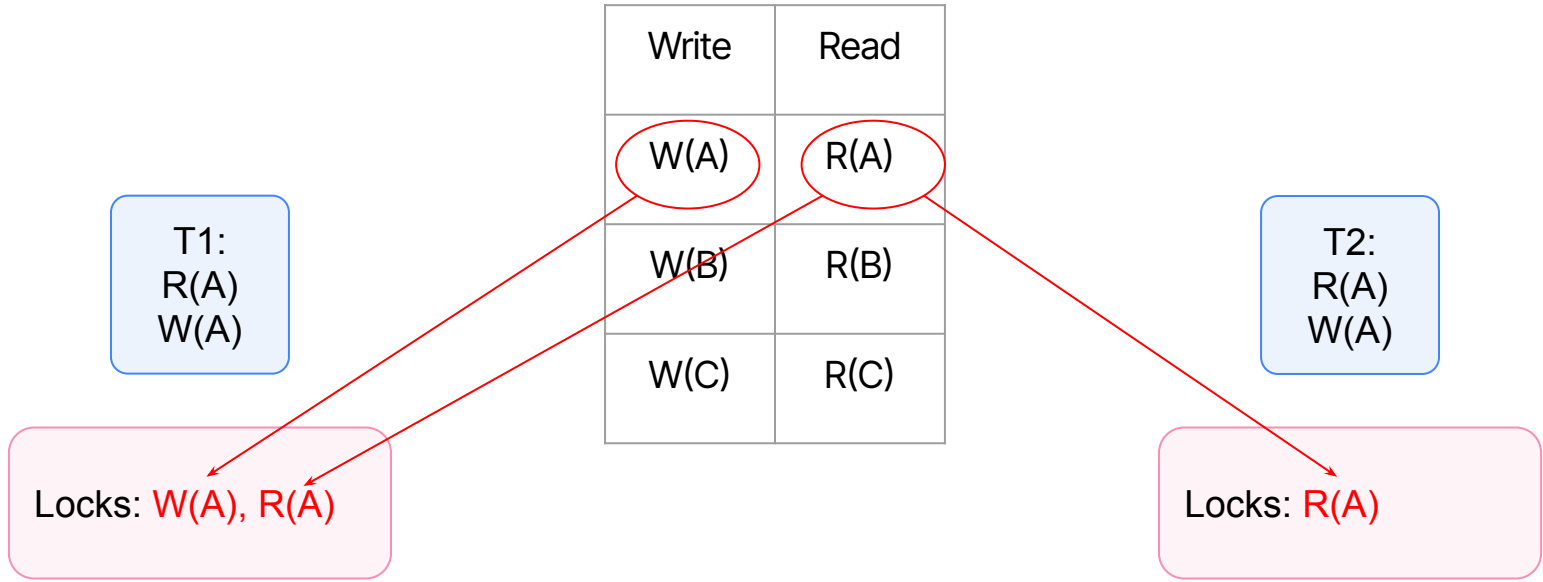 Write Read
W(A) R(A)
W(B) R(B)
W(C) R(C)
T1:
R(A)
W(A)
T2:
R(A)
W(A)
Locks: W(A), R(A)
Locks: R(A)